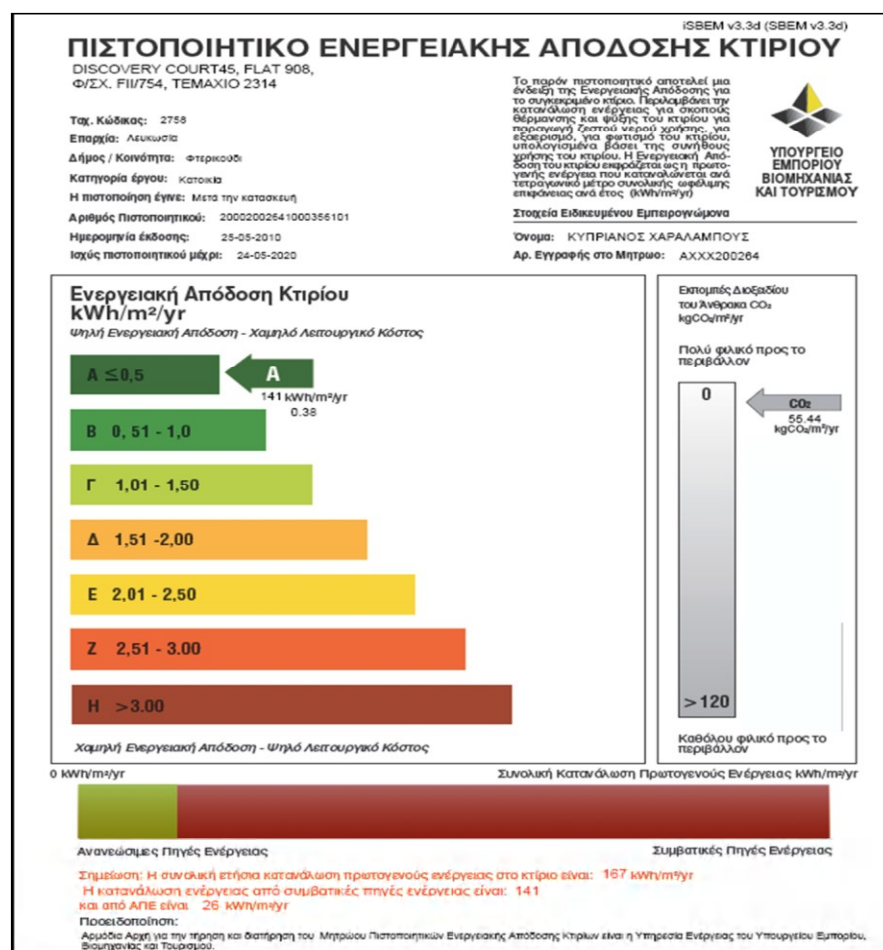 iSBEM v3.3d (SBEM v3.3d)
ΠΙΣΤΟΠΟΙΗΤΙΚΟ ΕΝΕΡΓΕΙΑΚΗΣ ΑΠΟΔΟΣΗΣ ΚΤΙΡΙΟΥ
DISCOVERY COURT45, FLAT 908,
Φ/ΣΧ. FII/754, ΤΕΜΑΧΙΟ 2314
Ταχ. Κώδικας: 2758
Επαρχία: Λευκωσία
Δήμος / Κοινότητα: Φτερικούδι
Κατηγορία έργου: Κατοικία
Η πιστοποίηση έγινε: Μετά την κατασκευή
Αριθμός Πιστοποιητικού: 20002002641000355101
Ημερομηνία έκδοσης: 25-05-2010
Ισχύς πιστοποιητικού μέχρι: 24-05-2020
Το παρόν πιστοποιητικό αποτελεί μια
ένδειξη της Ενεργειακής Απόδοσης για
το συγκεκριμένο κτίριο. Περιλαμβάνει την
κατανάλωση ενέργειας για σκοπούς
θέρμανσης και ψύξης του κτιρίου για
παραγωγή ζεστού νερού χρήσης, για
εξαερισμό, για φωτισμό του κτιρίου,
υπολογισμένα βάσει της συνήθους
χρήσης του κτιρίου. Η Ενεργειακή Από-
δοση του κτιρίου εκφράζεται ως η πρωτο-
γενής ενέργεια που καταναλώνεται ανά
τετραγωνικό μέτρο συνολικής ωφέλιμης
επιφάνειας ανά έτος (kWh/m²/yr)
ΥΠΟΥΡΓΕΙΟ
ΕΜΠΟΡΙΟΥ
ΒΙΟΜΗΧΑΝΙΑΣ
ΚΑΙ ΤΟΥΡΙΣΜΟΥ
Στοιχεία Ειδικευμένου Εμπειρογνώμονα
Όνομα: ΚΥΠΡΙΑΝΟΣ ΧΑΡΑΛΑΜΠΟΥΣ
Αρ. Εγγραφής στο Μητρωο: AXXX200264
Ενεργειακή Απόδοση Κτιρίου
kWh/m²/yr
Ψηλή Ενεργειακή Απόδοση - Χαμηλό Λειτουργικό Κόστος
Α ≤0,5
A
141 kWh/m²/yr
0.38
Β 0, 51 - 1,0
Γ 1,01 - 1,50
Δ 1,51 -2,00
Ε 2,01 - 2,50
Ζ 2,51 - 3.00
Η >3.00
Χαμηλή Ενεργειακή Απόδοση - Ψηλό Λειτουργικό Κόστος
Εκπομπές Διοξειδίου
του Άνθρακα CO₂
kgCO₂/m²/yr
Πολύ φιλικό προς το
περιβάλλον
0
CO₂
55.44
kgCO₂/m²/yr
>120
Καθόλου φιλικό προς το
περιβάλλον
0 kWh/m²/yr
Συνολική Κατανάλωση Πρωτογενούς Ενέργειας kWh/m²/yr
Ανανεώσιμες Πηγές Ενέργειας
Συμβατικές Πηγές Ενέργειας
Σημείωση: Η συνολική ετήσια κατανάλωση πρωτογενούς ενέργειας στο κτίριο είναι: 167 kWh/m²/yr
Η κατανάλωση ενέργειας από συμβατικές πηγές ενέργειας είναι: 141
και από ΑΠΕ είναι 26 kWh/m²/yr
Προειδοποίηση:
Αρμόδια Αρχή για την τήρηση και διατήρηση του Μητρώου Πιστοποιητικών Ενεργειακής Απόδοσης Κτιρίων είναι η Υπηρεσία Ενέργειας του Υπουργείου Εμπορίου,
Βιομηχανίας και Τουρισμού.